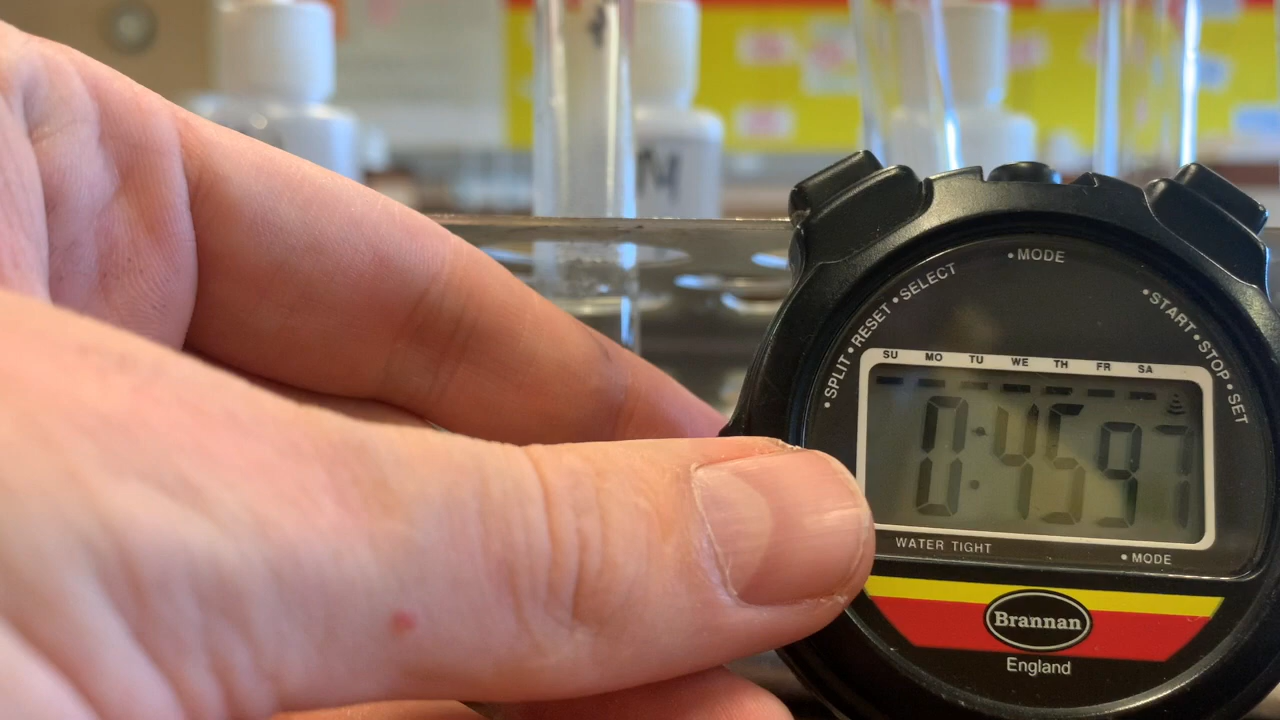 N
• MODE
• SPLIT • RESET • SELECT
• START • STOP • SET
SU MO TU WE TH FR SA
0:45 97
WATER TIGHT
• MODE
Brannan
England